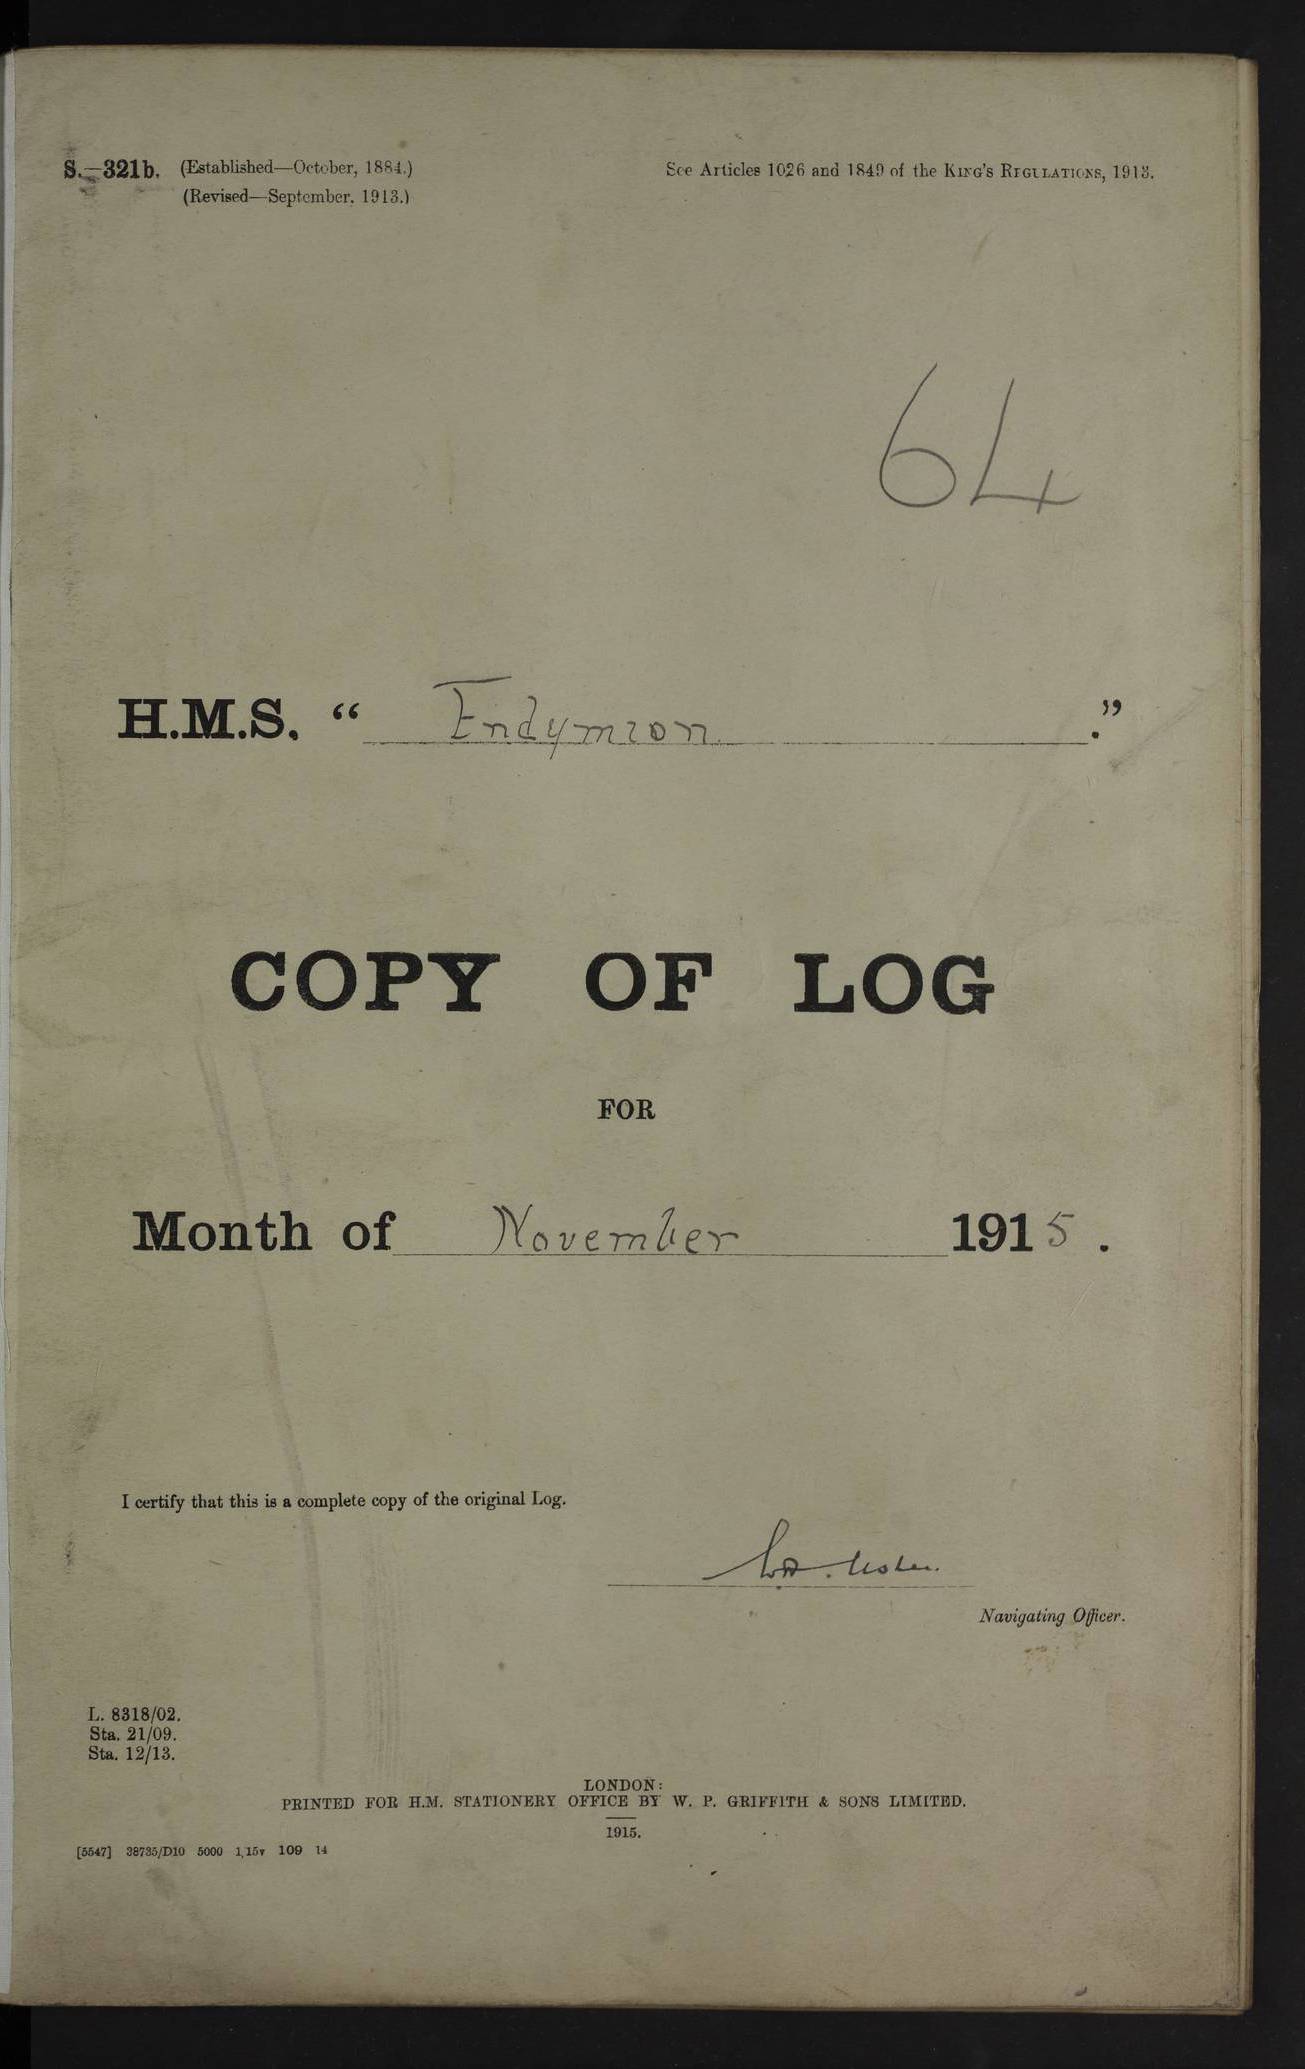 S.—321b. (Established—October, 1884.)
(Revised—September, 1913.)
See Articles 1026 and 1849 of the King's Regulations, 1913.
64
H.M.S. “ Endymion .”
COPY OF LOG
FOR
Month of November 1915.
I certify that this is a complete copy of the original Log.
Navigating Officer.
L. 8318/02.
Sta. 21/09.
Sta. 12/13.
LONDON:
PRINTED FOR H.M. STATIONERY OFFICE BY W. P. GRIFFITH & SONS LIMITED.
1915.
[5547] 38735/D10 5000 1,15v 109 14